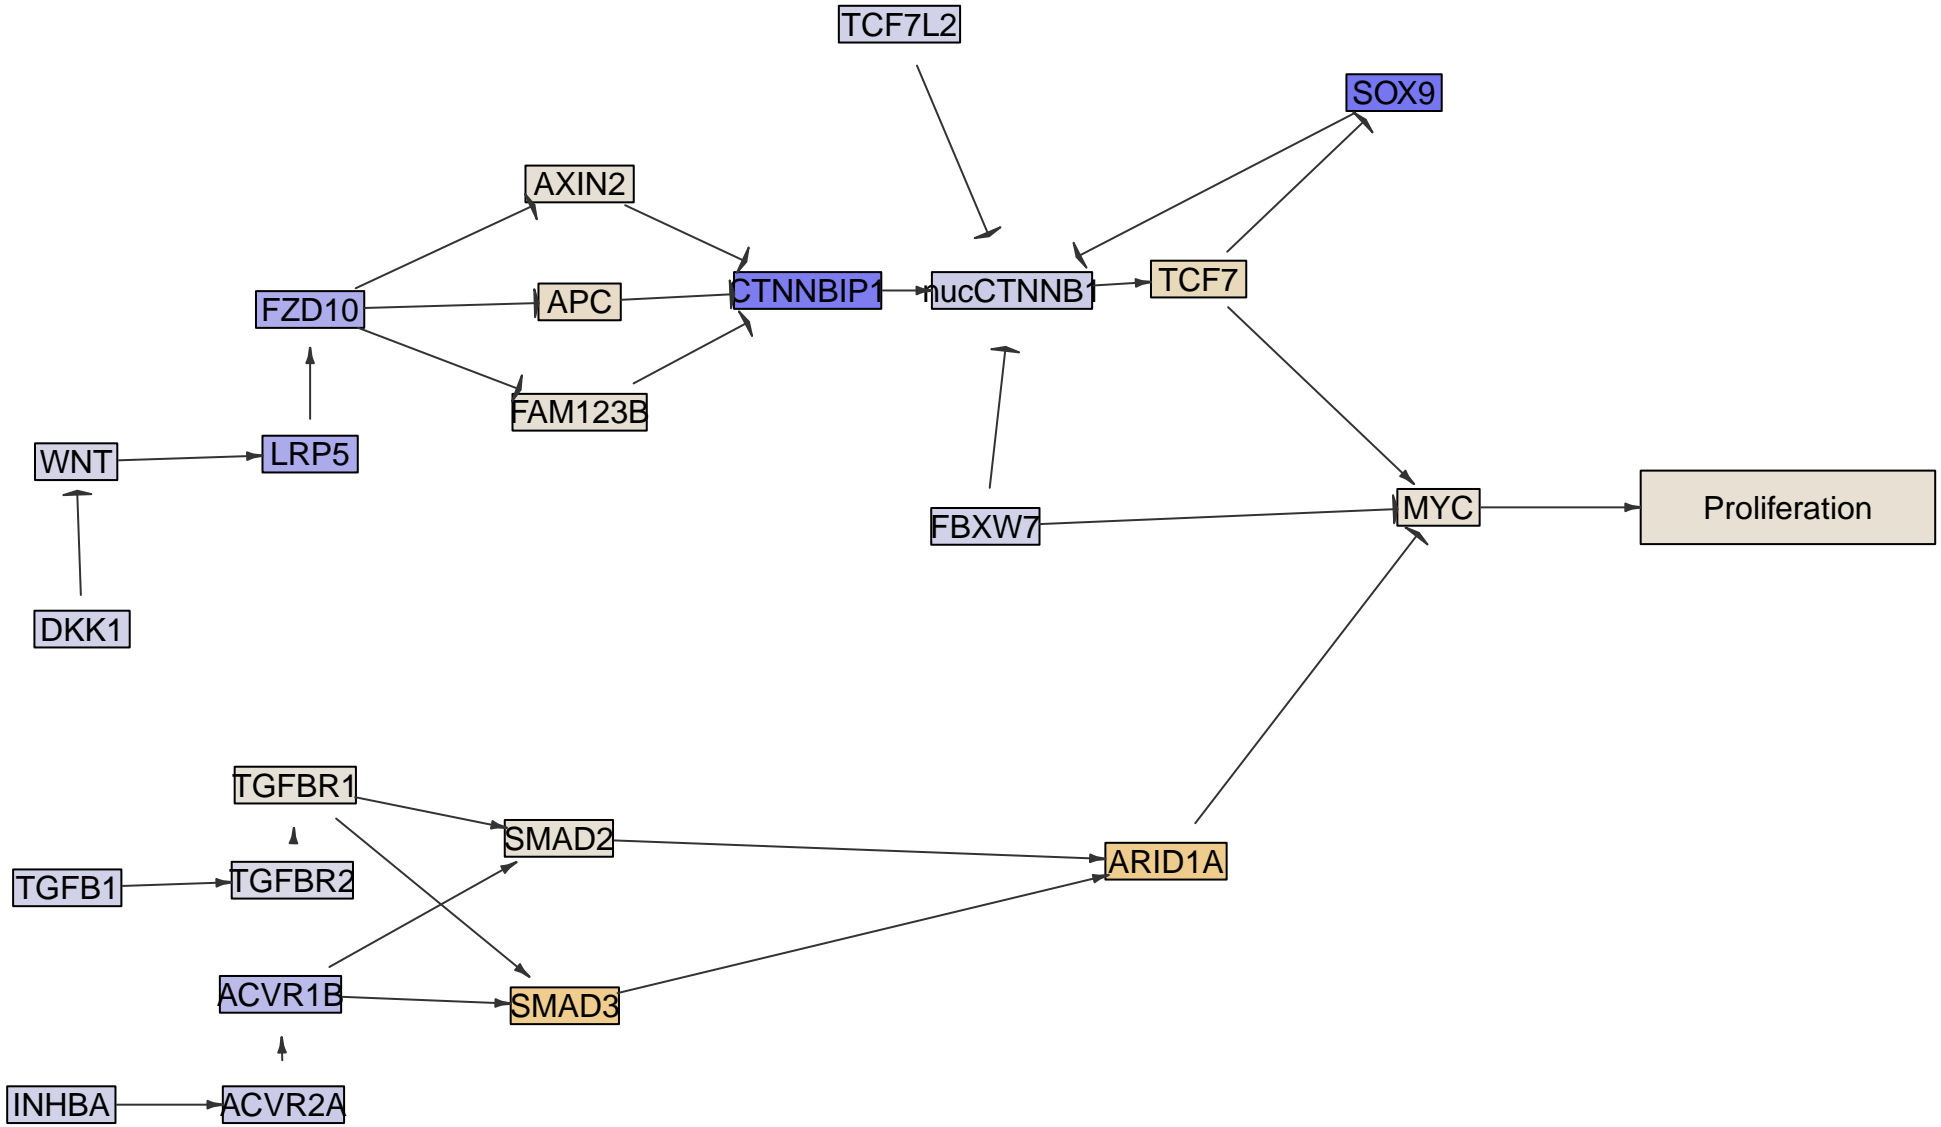 TCF7L2
SOX9
AXIN2
TCF7
CTNNBIP1
nucCTNNB1
APC
FZD10
FAM123B
LRP5
WNT
MYC
Proliferation
FBXW7
DKK1
TGFBR1
SMAD2
ARID1A
TGFBR2
TGFB1
ACVR1B
SMAD3
INHBA
ACVR2A